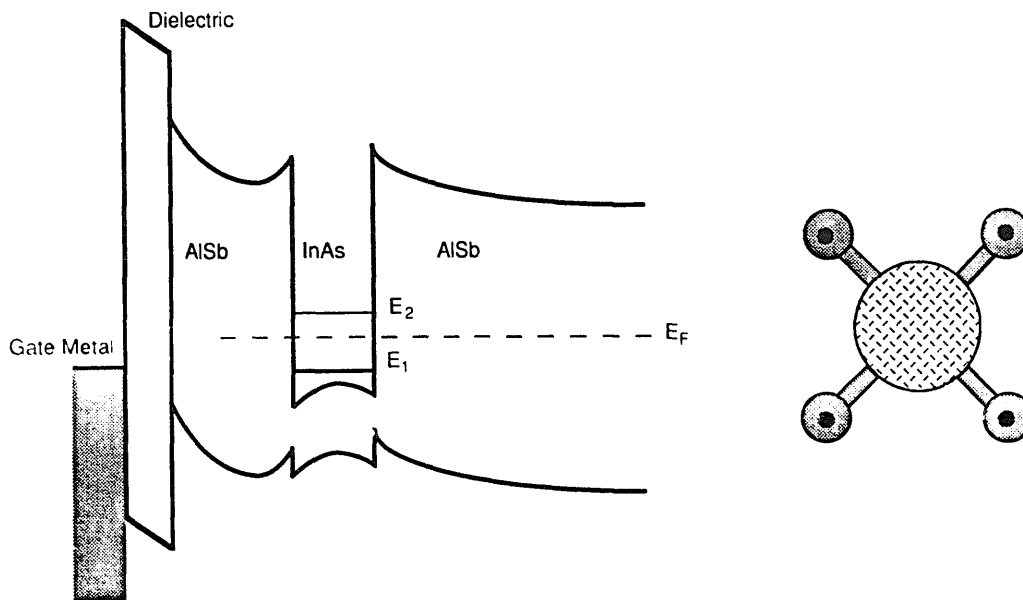 Dielectric
AlSb
InAs
AlSb
E2
EF
Gate Metal
E1